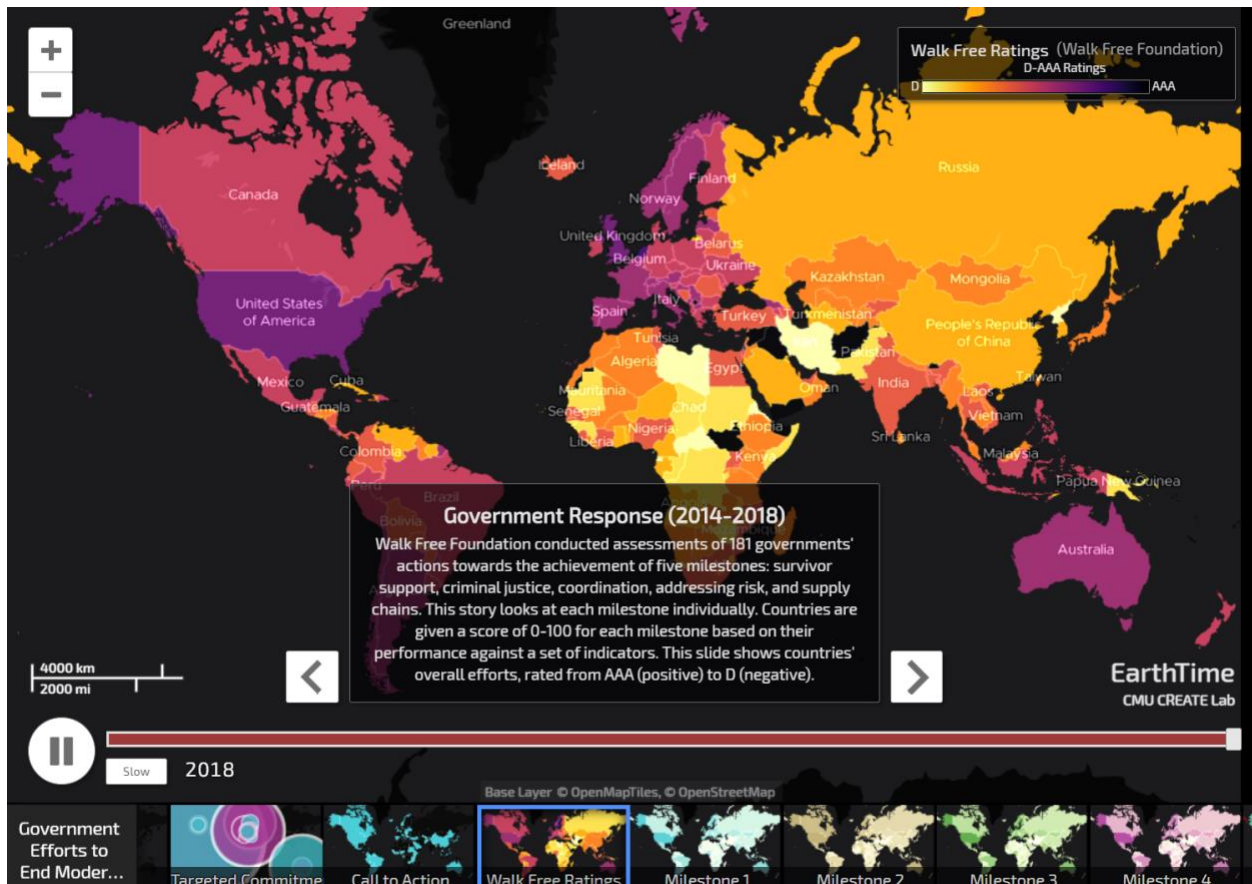 Greenland
+
−
Walk Free Ratings (Walk Free Foundation)
D-AAA Ratings
D AAA
Iceland
Russia
Finland
Canada
Norway
United Kingdom
Belarus
Belgium
Ukraine
Kazakhstan
Mongolia
United States
of America
Italy
Spain
Turkey
Turkmenistan
People's Republic
of China
Tunisia
Iran
Pakistan
Algeria
Egypt
Mexico
Cuba
India
Taiwan
Oman
Mauritania
Laos
Guatemala
Senegal
Chad
Vietnam
Nigeria
Ethiopia
Liberia
Sri Lanka
Colombia
Kenya
Malaysia
Peru
Papua New Guinea
Brazil
Angola
Bolivia
Mozambique
Australia
Government Response (2014-2018)
Walk Free Foundation conducted assessments of 181 governments'
actions towards the achievement of five milestones: survivor
support, criminal justice, coordination, addressing risk, and supply
chains. This story looks at each milestone individually. Countries are
given a score of 0-100 for each milestone based on their
performance against a set of indicators. This slide shows countries'
overall efforts, rated from AAA (positive) to D (negative).
4000 km
2000 mi
EarthTime
CMU CREATE Lab
Slow
2018
Base Layer © OpenMapTiles, © OpenStreetMap
Government
Efforts to
End Moder...
Targeted Commitme
Call to Action
Walk Free Ratings
Milestone 1
Milestone 2
Milestone 3
Milestone 4